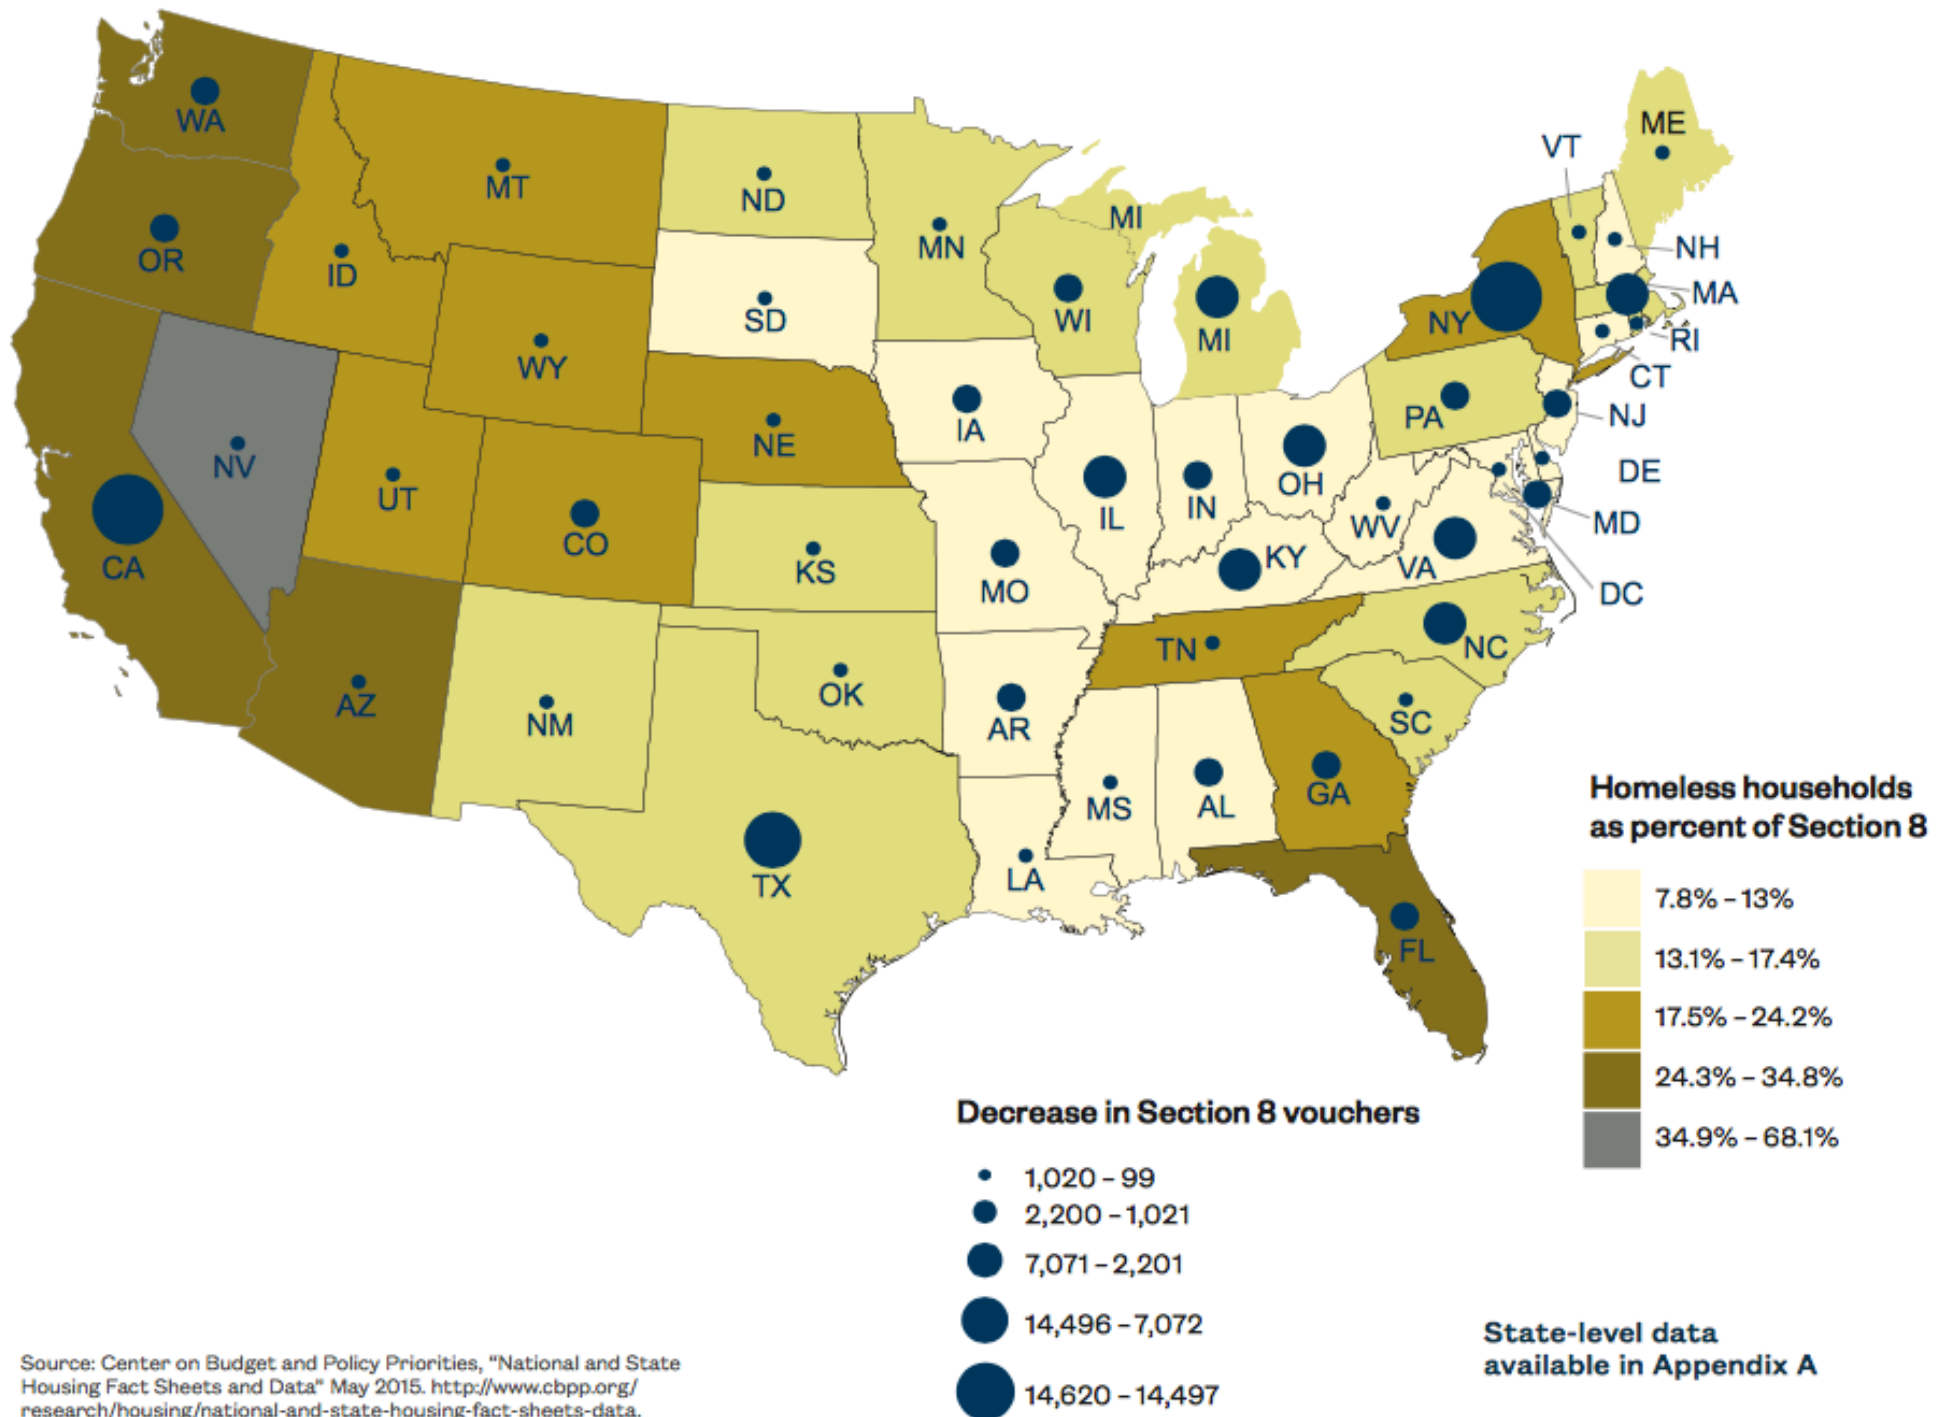 WA
MT
ND
MN
MI
VT
ME
OR
ID
WY
SD
WI
MI
NY
NH
MA
RI
CT
NJ
NV
UT
CO
NE
IA
IL
IN
OH
PA
DE
MD
DC
CA
KS
MO
KY
WV
VA
AZ
NM
OK
AR
TN
NC
SC
TX
LA
MS
AL
GA
FL
Homeless households
as percent of Section 8
7.8% – 13%
13.1% – 17.4%
17.5% – 24.2%
24.3% – 34.8%
34.9% – 68.1%
Decrease in Section 8 vouchers
1,020 – 99
2,200 – 1,021
7,071 – 2,201
14,496 – 7,072
14,620 – 14,497
State-level data
available in Appendix A
Source: Center on Budget and Policy Priorities, “National and State
Housing Fact Sheets and Data” May 2015. http://www.cbpp.org/
research/housing/national-and-state-housing-fact-sheets-data.